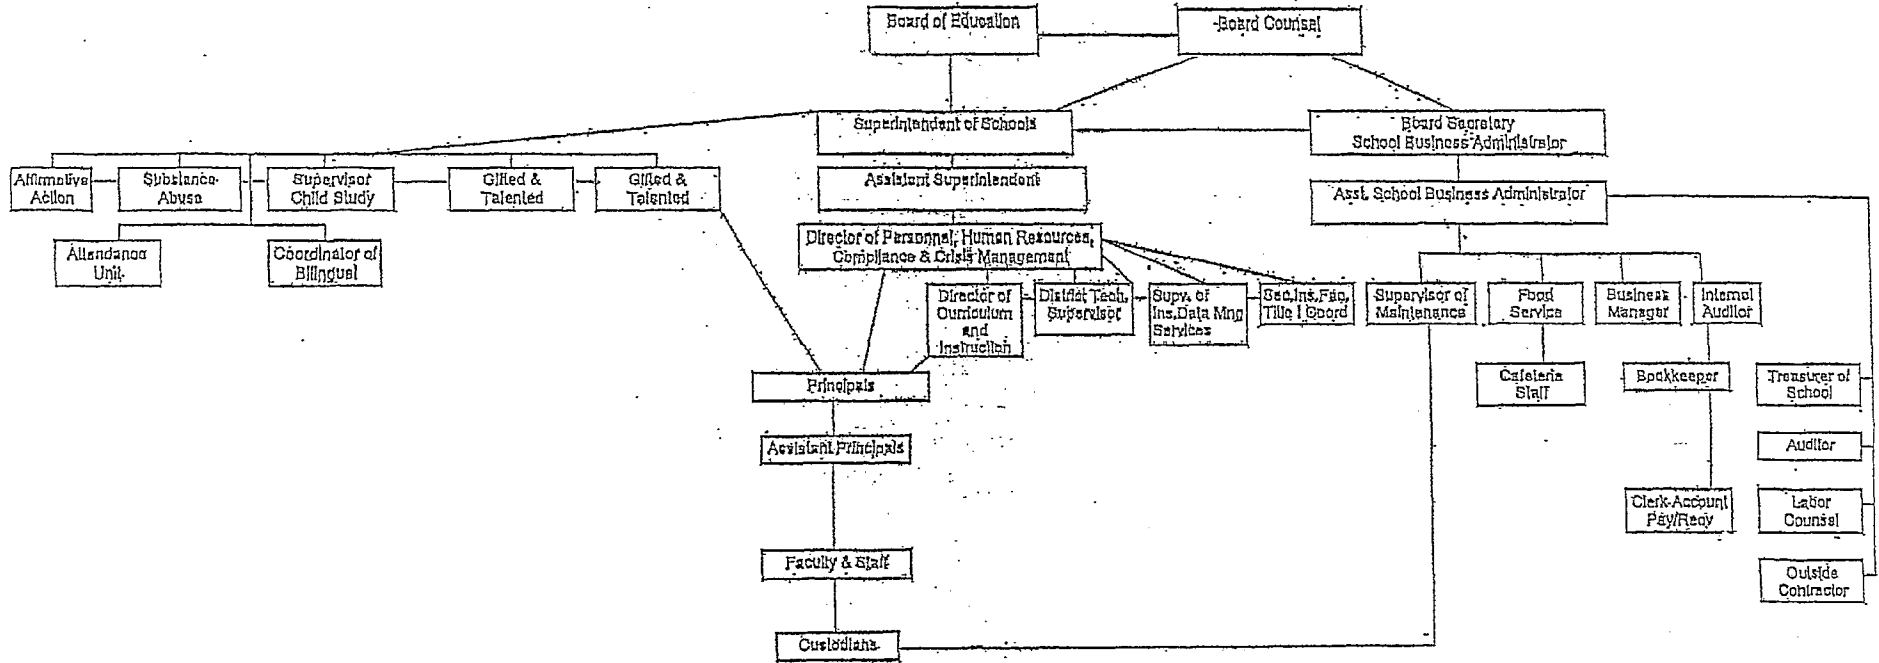 Board of Education
Board Counsel
Superintendent of Schools
Board Secretary
School Business Administrator
Affirmative
Action
Substance
Abuse
Supervisor
Child Study
Gifted &
Talented
Gifted &
Talented
Assistant Superintendent
Asst. School Business Administrator
Attendance
Unit
Coordinator of
Bilingual
Director of Personnel, Human Resources,
Compliance & Crisis Management
Director of
Curriculum
and
Instruction
District Tech.
Supervisor
Supv. of
Ins. Data Mng
Services
Sec. Ins. Fac.
Title I Coord
Supervisor of
Maintenance
Food
Service
Business
Manager
Internal
Auditor
Principals
Cafeteria
Staff
Bookkeeper
Treasurer of
School
Assistant Principals
Auditor
Clerk-Account
Pay/Recv
Labor
Counsel
Faculty & Staff
Outside
Contractor
Custodians